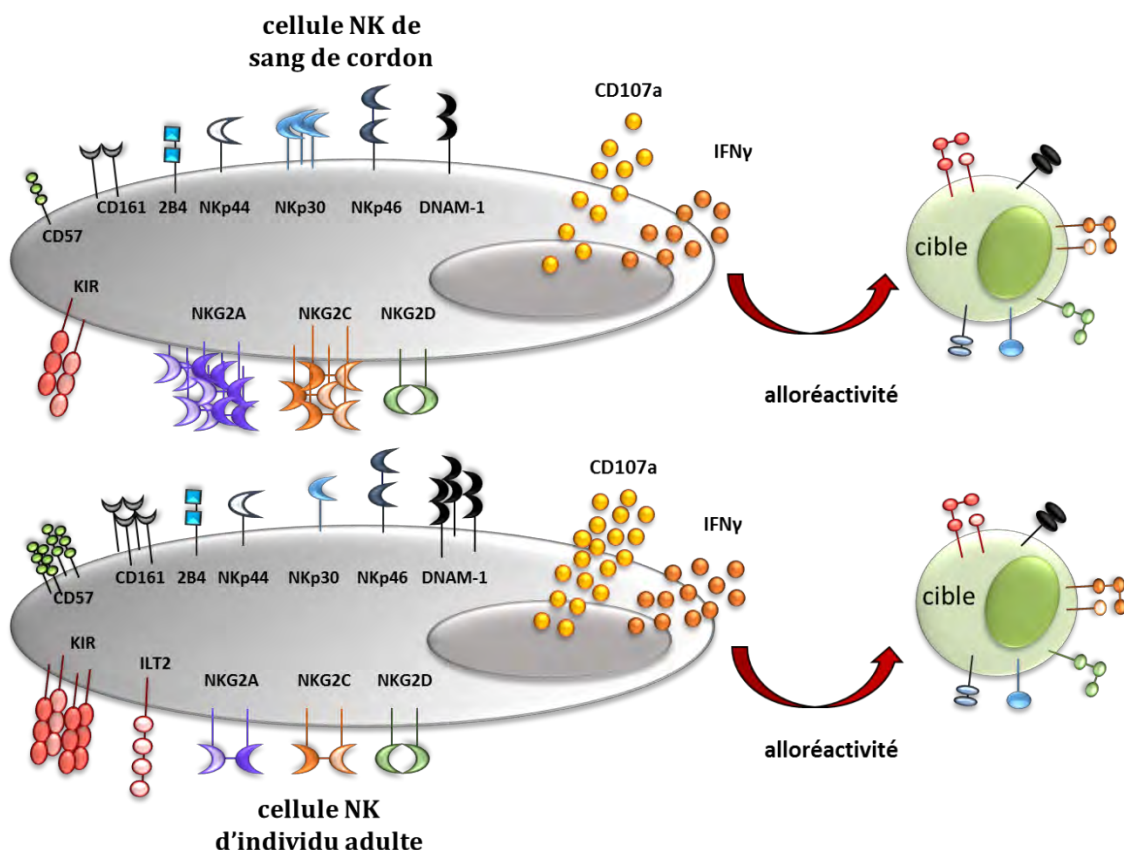 cellule NK de
sang de cordon
CD107a
IFNγ
CD161
2B4
NKp44
NKp30
NKp46
DNAM-1
CD57
cible
KIR
NKG2A
NKG2C
NKG2D
alloréactivité
CD107a
IFNγ
CD161
2B4
NKp44
NKp30
NKp46
DNAM-1
CD57
cible
KIR
ILT2
NKG2A
NKG2C
NKG2D
alloréactivité
cellule NK
d’individu adulte